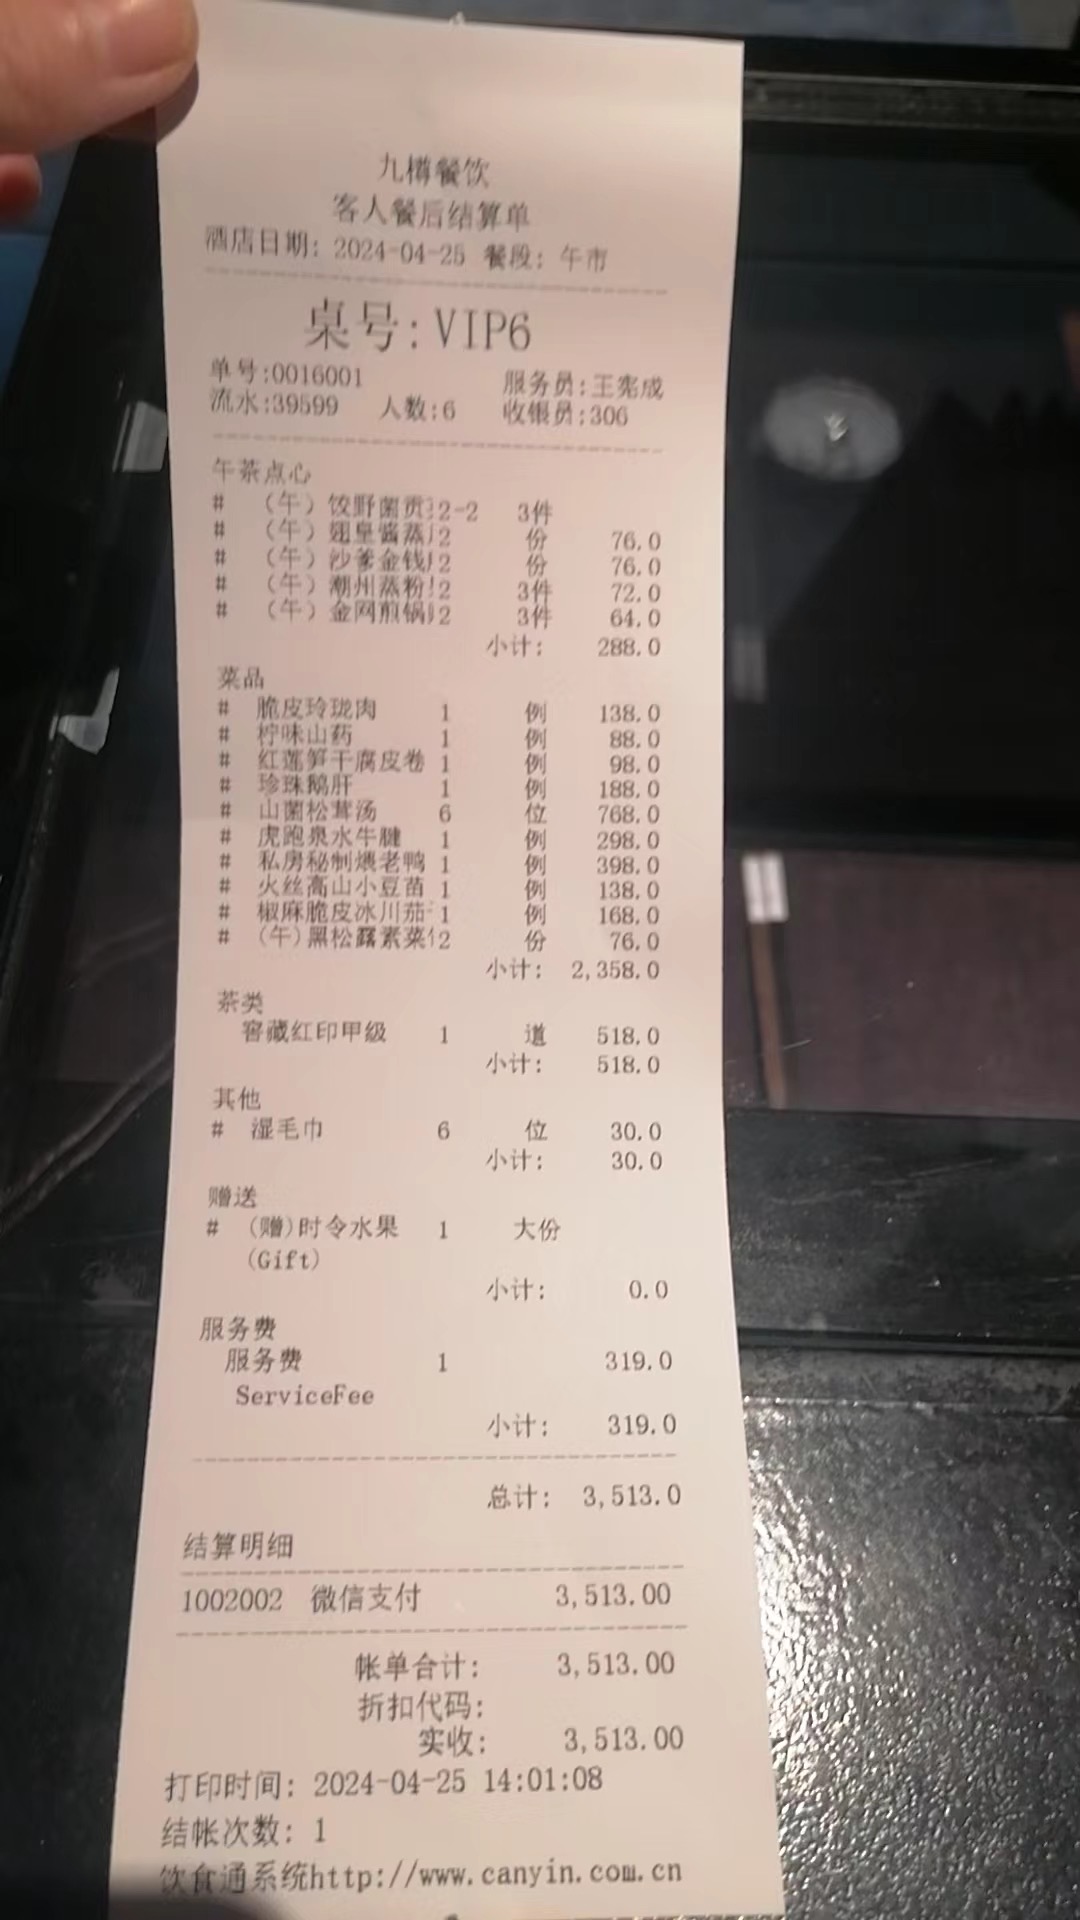 九樽餐饮
客人餐后结算单
酒店日期: 2024-04-25 餐段: 午市
桌号:VIP6
单号:0016001 服务员:王宪成
流水:39599 人数:6 收银员:306
午茶点心
# (午) 饺野菌贡 2-2 3件
# (午) 翅皇酱蒸 2 份 76.0
# (午) 沙爹金钱 2 份 76.0
# (午) 潮州蒸粉 2 3件 72.0
# (午) 金网煎锅 2 3件 64.0
小计: 288.0
菜品
# 脆皮玲珑肉 1 例 138.0
# 柠味山药 1 例 88.0
# 红莲笋干腐皮卷 1 例 98.0
# 珍珠鹅肝 1 例 188.0
# 山菌松茸汤 6 位 768.0
# 虎跑泉水牛腱 1 例 298.0
# 私房秘制煨老鸭 1 例 398.0
# 火丝高山小豆苗 1 例 138.0
# 椒麻脆皮冰川茄 1 例 168.0
# (午)黑松露素菜 2 份 76.0
小计: 2,358.0
茶类
窖藏红印甲级 1 道 518.0
小计: 518.0
其他
# 湿毛巾 6 位 30.0
小计: 30.0
赠送
# (赠)时令水果 1 大份
(Gift)
小计: 0.0
服务费
服务费 1 319.0
ServiceFee
小计: 319.0
总计: 3,513.0
结算明细
1002002 微信支付 3,513.00
帐单合计: 3,513.00
折扣代码:
实收: 3,513.00
打印时间: 2024-04-25 14:01:08
结帐次数: 1
饮食通系统http://www.canyin.com.cn